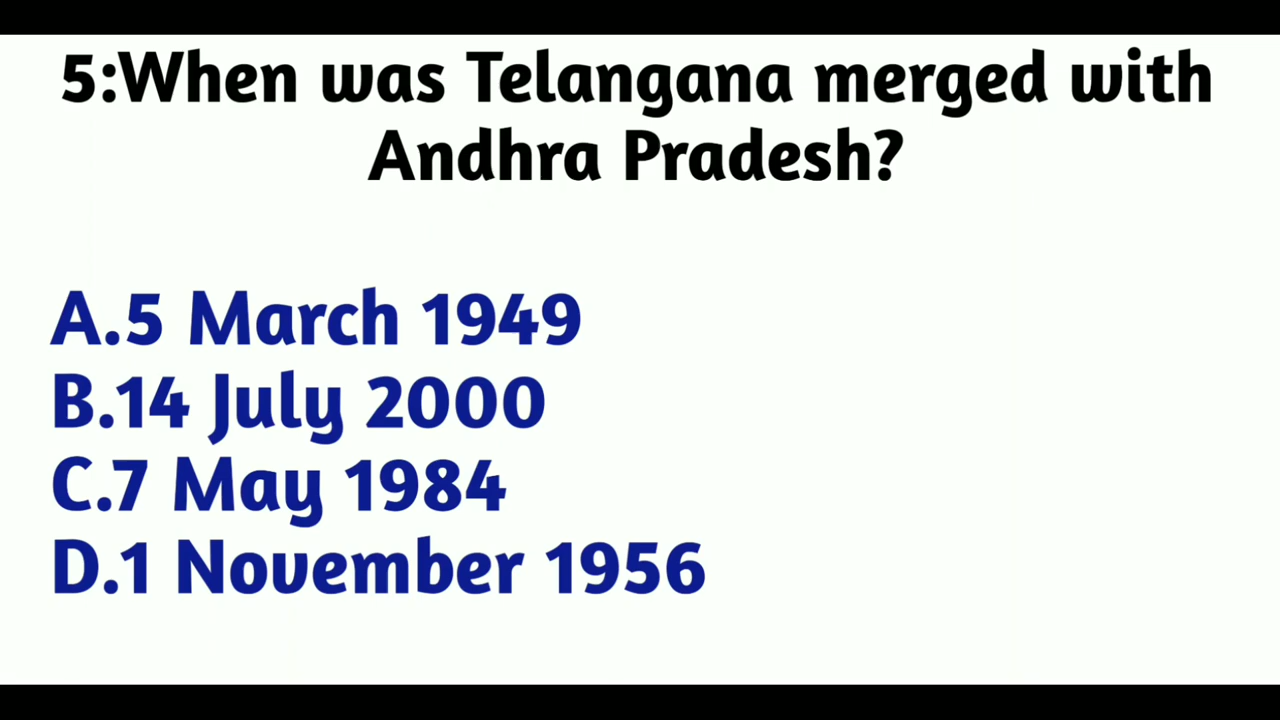 5:When was Telangana merged with
Andhra Pradesh?
A.5 March 1949
B.14 July 2000
C.7 May 1984
D.1 November 1956